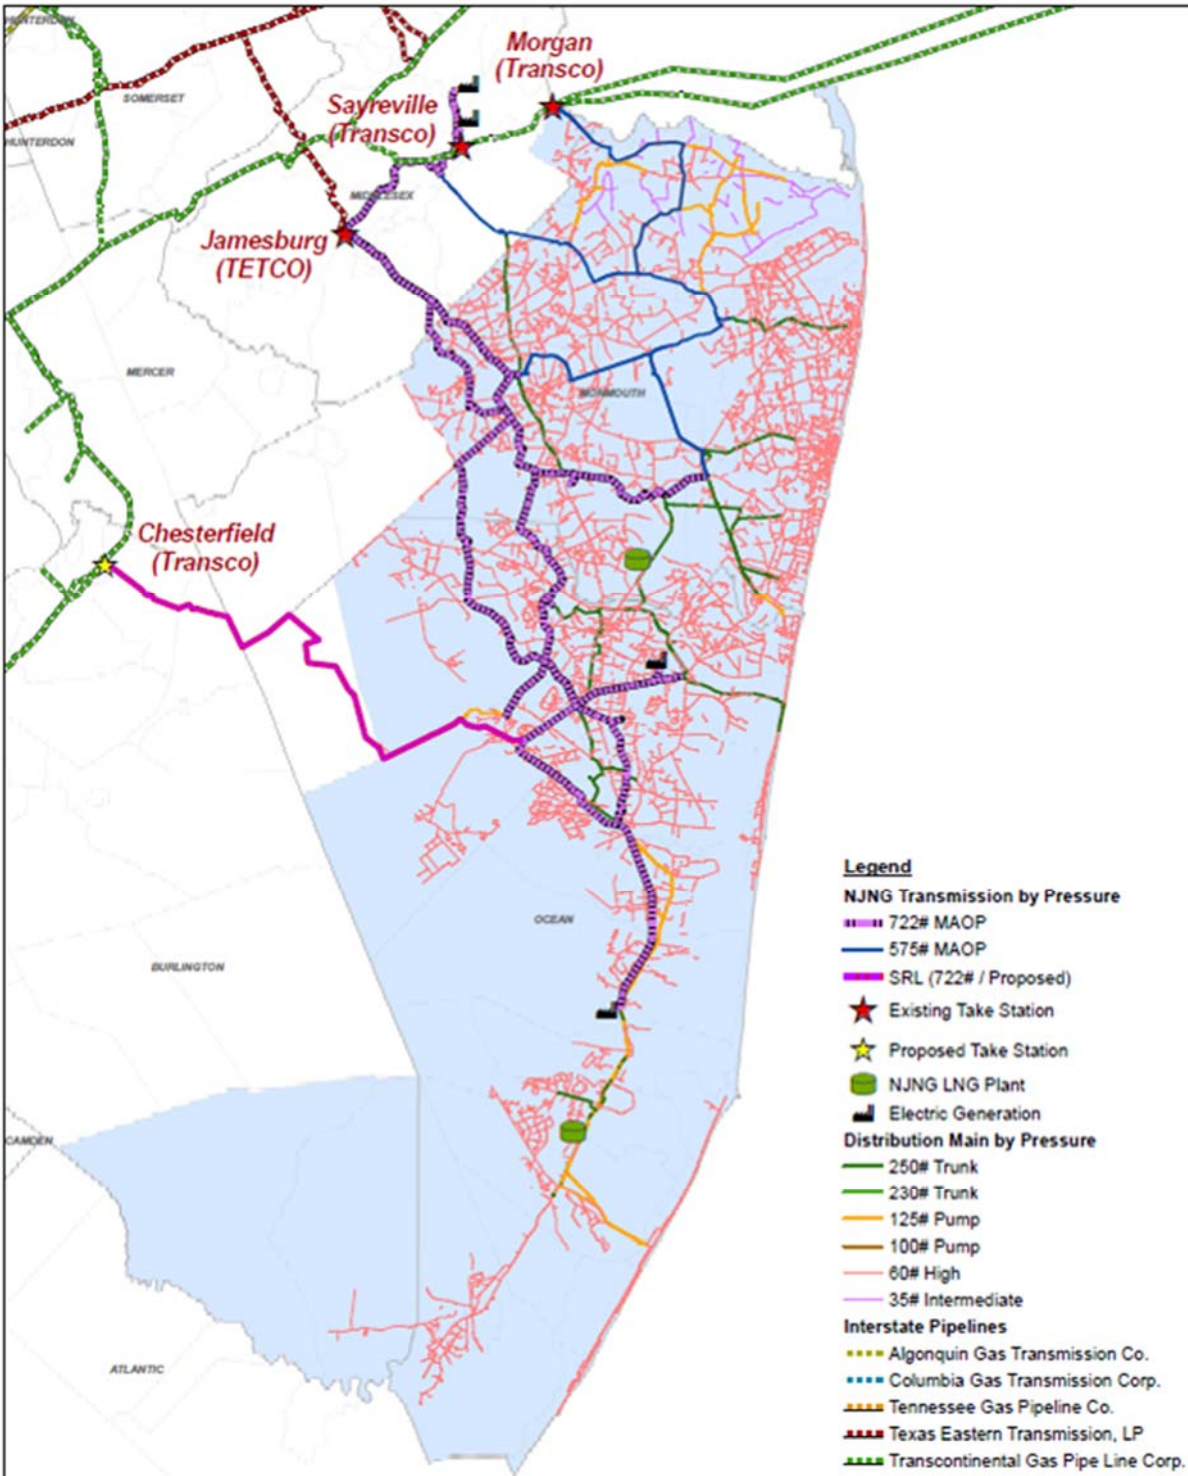 HUNTERDON
Morgan
(Transco)
SOMERSET
Sayreville
(Transco)
HUNTERDON
MIDDLESEX
Jamesburg
(TETCO)
MERCER
MONMOUTH
Chesterfield
(Transco)
OCEAN
BURLINGTON
CAMDEN
ATLANTIC
Legend
NJNG Transmission by Pressure
722# MAOP
575# MAOP
SRL (722# / Proposed)
Existing Take Station
Proposed Take Station
NJNG LNG Plant
Electric Generation
Distribution Main by Pressure
250# Trunk
230# Trunk
125# Pump
100# Pump
60# High
35# Intermediate
Interstate Pipelines
Algonquin Gas Transmission Co.
Columbia Gas Transmission Corp.
Tennessee Gas Pipeline Co.
Texas Eastern Transmission, LP
Transcontinental Gas Pipe Line Corp.